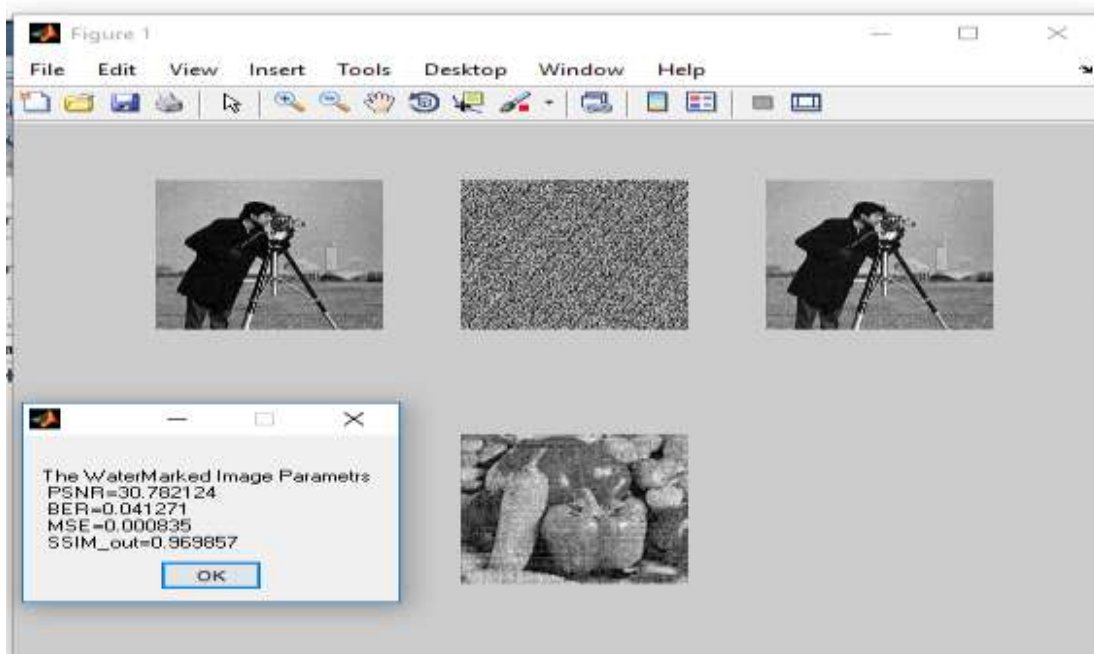 Figure 1
File Edit View Insert Tools Desktop Window Help
The WaterMarked Image Parametrs
PSNR=30.782124
BER=0.041271
MSE=0.000835
SSIM_out=0.969857
OK